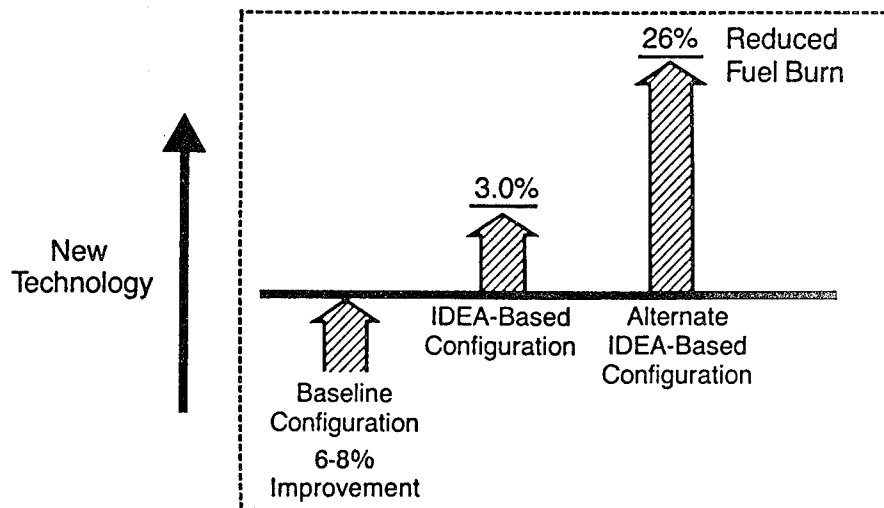 26%
Reduced
Fuel Burn
3.0%
New
Technology
IDEA-Based
Configuration
Alternate
IDEA-Based
Configuration
Baseline
Configuration
6-8%
Improvement